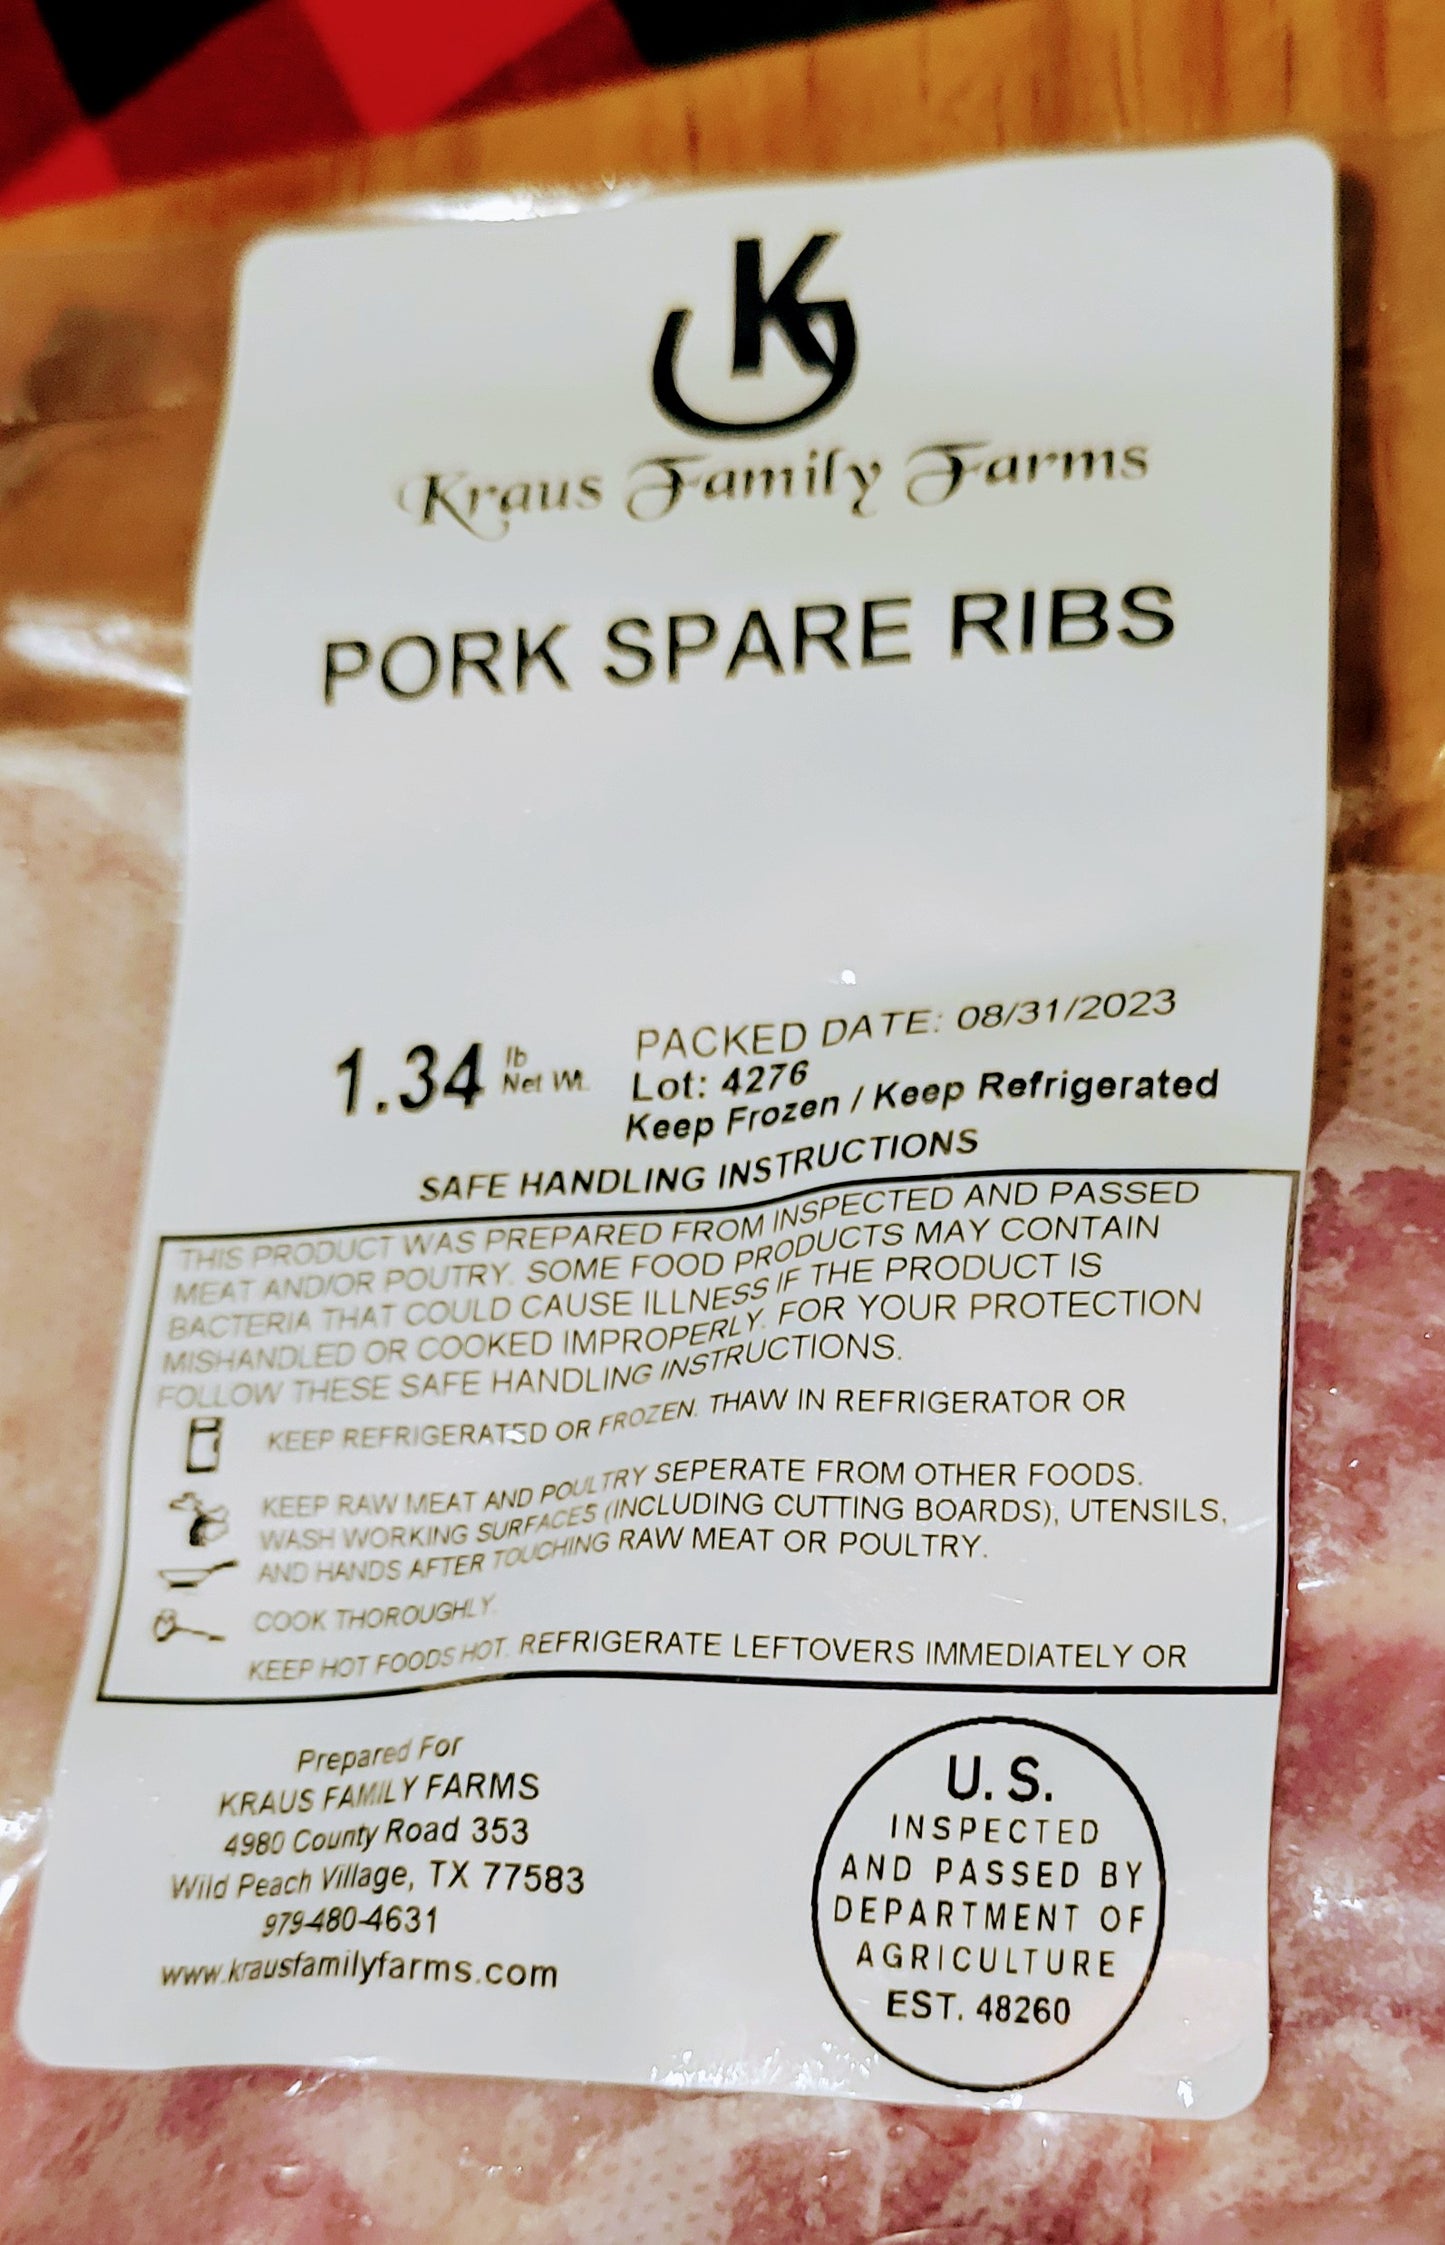 K
Kraus Family Farms
PORK SPARE RIBS
1.34 lb
Net Wt.
PACKED DATE: 08/31/2023
Lot: 4276
Keep Frozen / Keep Refrigerated
SAFE HANDLING INSTRUCTIONS
THIS PRODUCT WAS PREPARED FROM INSPECTED AND PASSED
MEAT AND/OR POUTRY. SOME FOOD PRODUCTS MAY CONTAIN
BACTERIA THAT COULD CAUSE ILLNESS IF THE PRODUCT IS
MISHANDLED OR COOKED IMPROPERLY. FOR YOUR PROTECTION
FOLLOW THESE SAFE HANDLING INSTRUCTIONS.
KEEP REFRIGERATED OR FROZEN. THAW IN REFRIGERATOR OR
KEEP RAW MEAT AND POULTRY SEPERATE FROM OTHER FOODS.
WASH WORKING SURFACES (INCLUDING CUTTING BOARDS), UTENSILS,
AND HANDS AFTER TOUCHING RAW MEAT OR POULTRY.
COOK THOROUGHLY.
KEEP HOT FOODS HOT. REFRIGERATE LEFTOVERS IMMEDIATELY OR
Prepared For
KRAUS FAMILY FARMS
4980 County Road 353
Wild Peach Village, TX 77583
979-480-4631
www.krausfamilyfarms.com
U.S.
INSPECTED
AND PASSED BY
DEPARTMENT OF
AGRICULTURE
EST. 48260